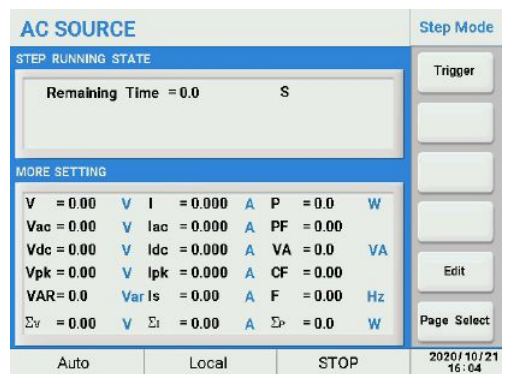 AC SOURCE
Step Mode
STEP RUNNING STATE
Remaining Time = 0.0 S
Trigger
MORE SETTING
V = 0.00 V I = 0.000 A P = 0.0 W
Vac = 0.00 V Iac = 0.000 A PF = 0.00
Vdc = 0.00 V Idc = 0.000 A VA = 0.0 VA
Vpk = 0.00 V Ipk = 0.000 A CF = 0.00
VAR= 0.0 Var Is = 0.00 A F = 0.00 Hz
Σv = 0.00 V ΣI = 0.00 A ΣP = 0.0 W
Edit
Page Select
Auto Local STOP
2020/10/21
16:04